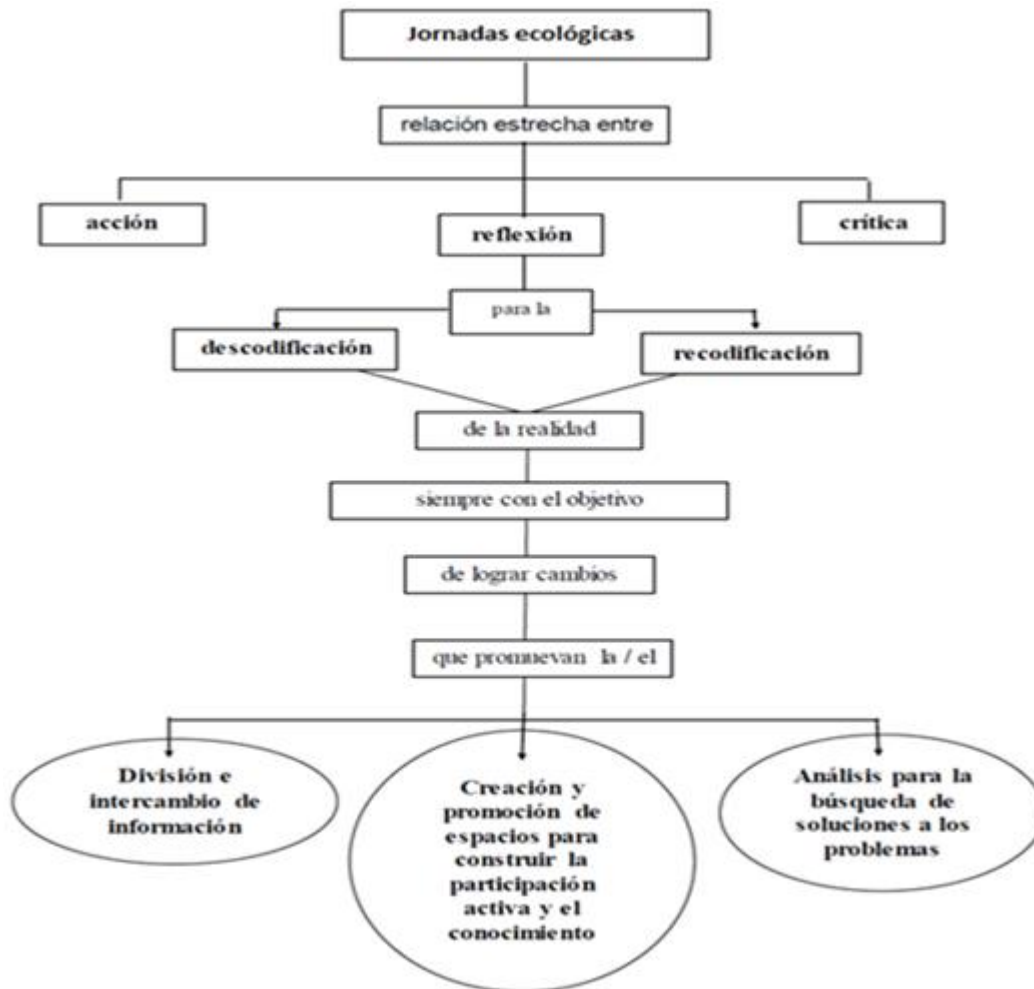 Jornadas ecológicas
relación estrecha entre
acción
reflexión
crítica
para la
descodificación
recodificación
de la realidad
siempre con el objetivo
de lograr cambios
que promuevan la / el
División e
intercambio de
información
Creación y
promoción de
espacios para
construir la
participación
activa y el
conocimiento
Análisis para la
búsqueda de
soluciones a los
problemas